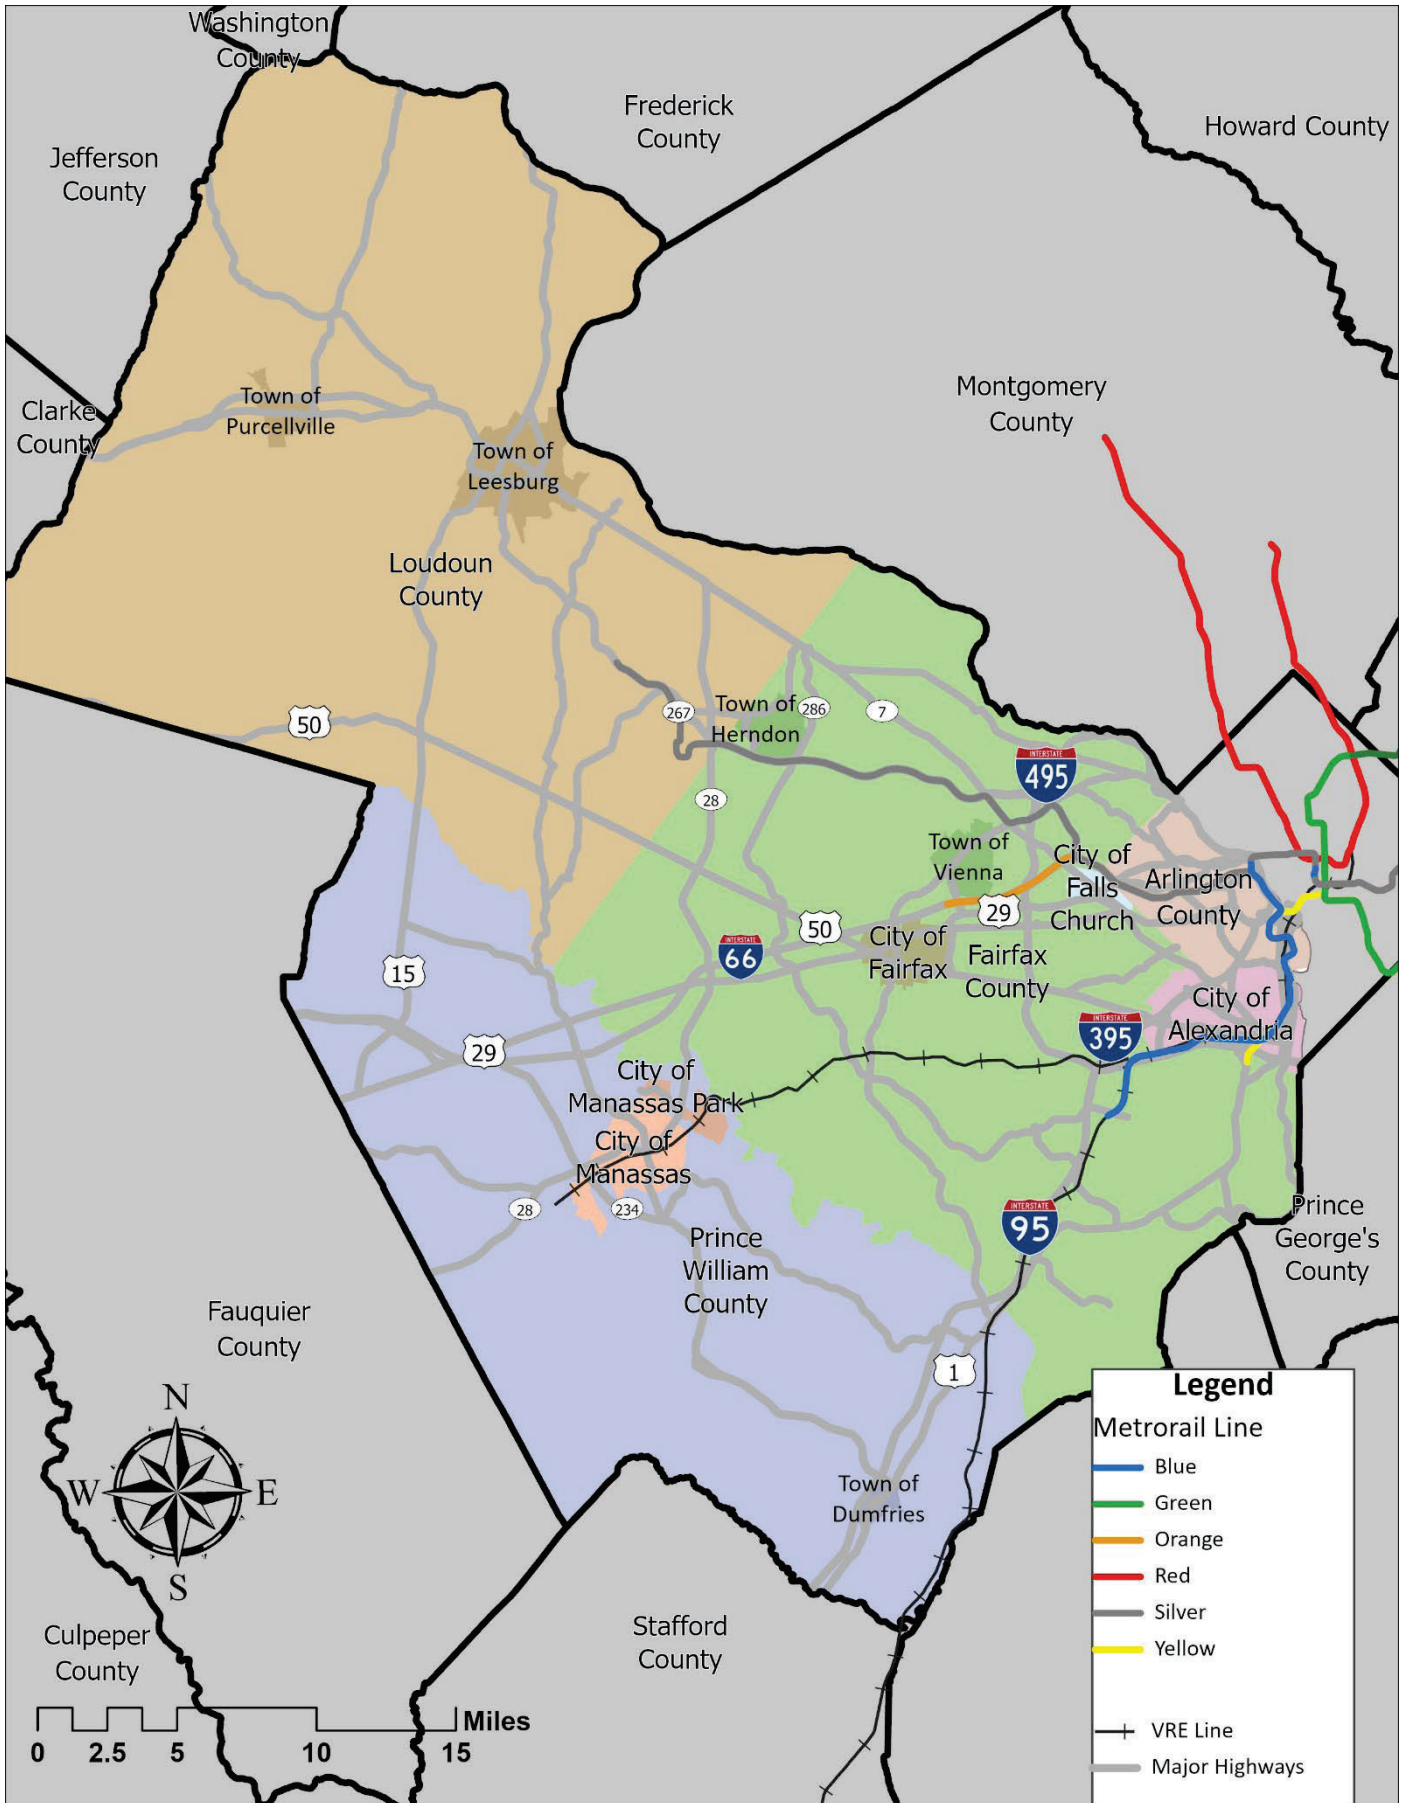 Washington
County
Frederick
County
Howard County
Jefferson
County
Montgomery
County
Clarke
County
Town of
Purcellville
Town of
Leesburg
Loudoun
County
50
267
Town of
Herndon
286
7
INTERSTATE
495
28
Town of
Vienna
City of
Falls
Church
Arlington
County
29
50
City of
Fairfax
Fairfax
County
INTERSTATE
66
15
City of
Alexandria
INTERSTATE
395
29
City of
Manassas Park
City of
Manassas
28
234
INTERSTATE
95
Prince
George's
County
Prince
William
County
Fauquier
County
1
Town of
Dumfries
N
W
E
S
Stafford
County
Culpeper
County
Miles
0 2.5 5 10 15
Legend
Metrorail Line
Blue
Green
Orange
Red
Silver
Yellow
VRE Line
Major Highways